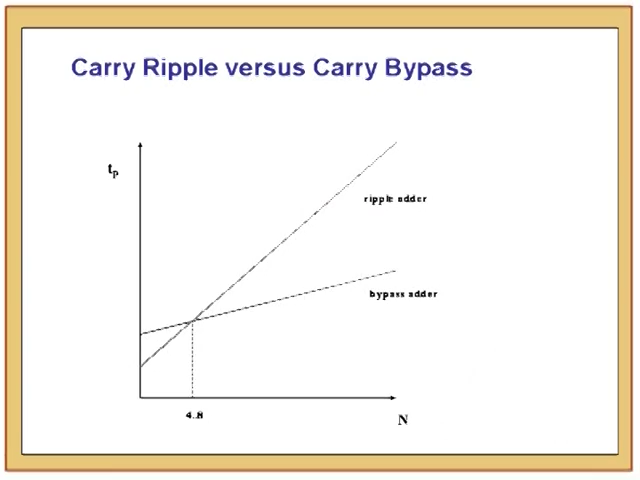 Carry Ripple versus Carry Bypass
tp
ripple adder
bypass adder
4..8
N